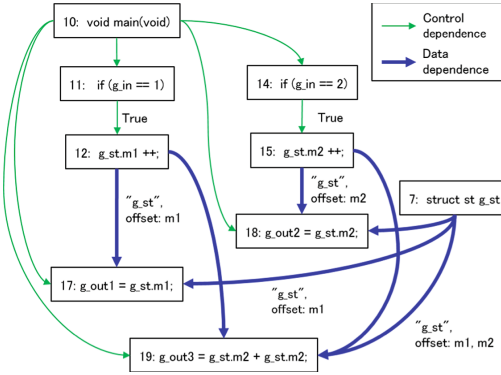 10: void main(void)
Control
dependence
Data
dependence
11: if (g_in == 1)
14: if (g_in == 2)
True
True
12: g_st.m1 ++;
15: g_st.m2 ++;
"g_st",
offset: m1
"g_st",
offset: m2
7: struct st g_st
18: g_out2 = g_st.m2;
17: g_out1 = g_st.m1;
"g_st",
offset: m1
"g_st",
offset: m1, m2
19: g_out3 = g_st.m2 + g_st.m2;